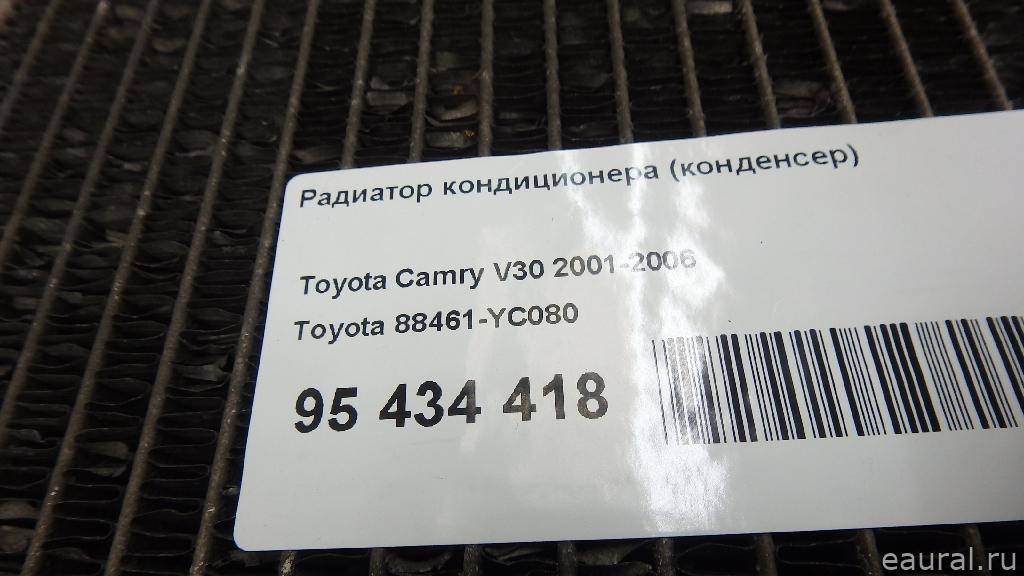 Радиатор кондиционера (конденсер)
Toyota Camry V30 2001-2006
Toyota 88461-YC080
95 434 418
eaural.ru